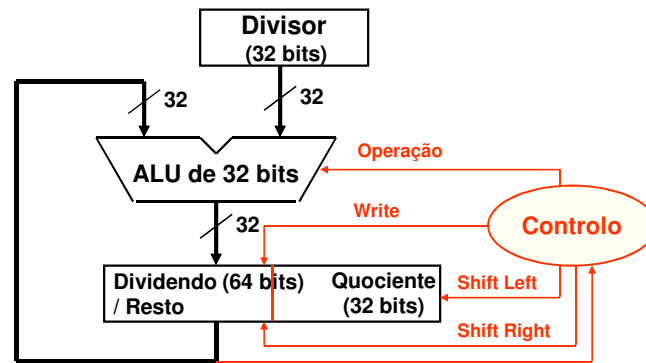 Divisor
(32 bits)
32
32
Operação
ALU de 32 bits
32
Write
Controlo
Dividendo (64 bits)
/ Resto
Quociente
(32 bits)
Shift Left
Shift Right